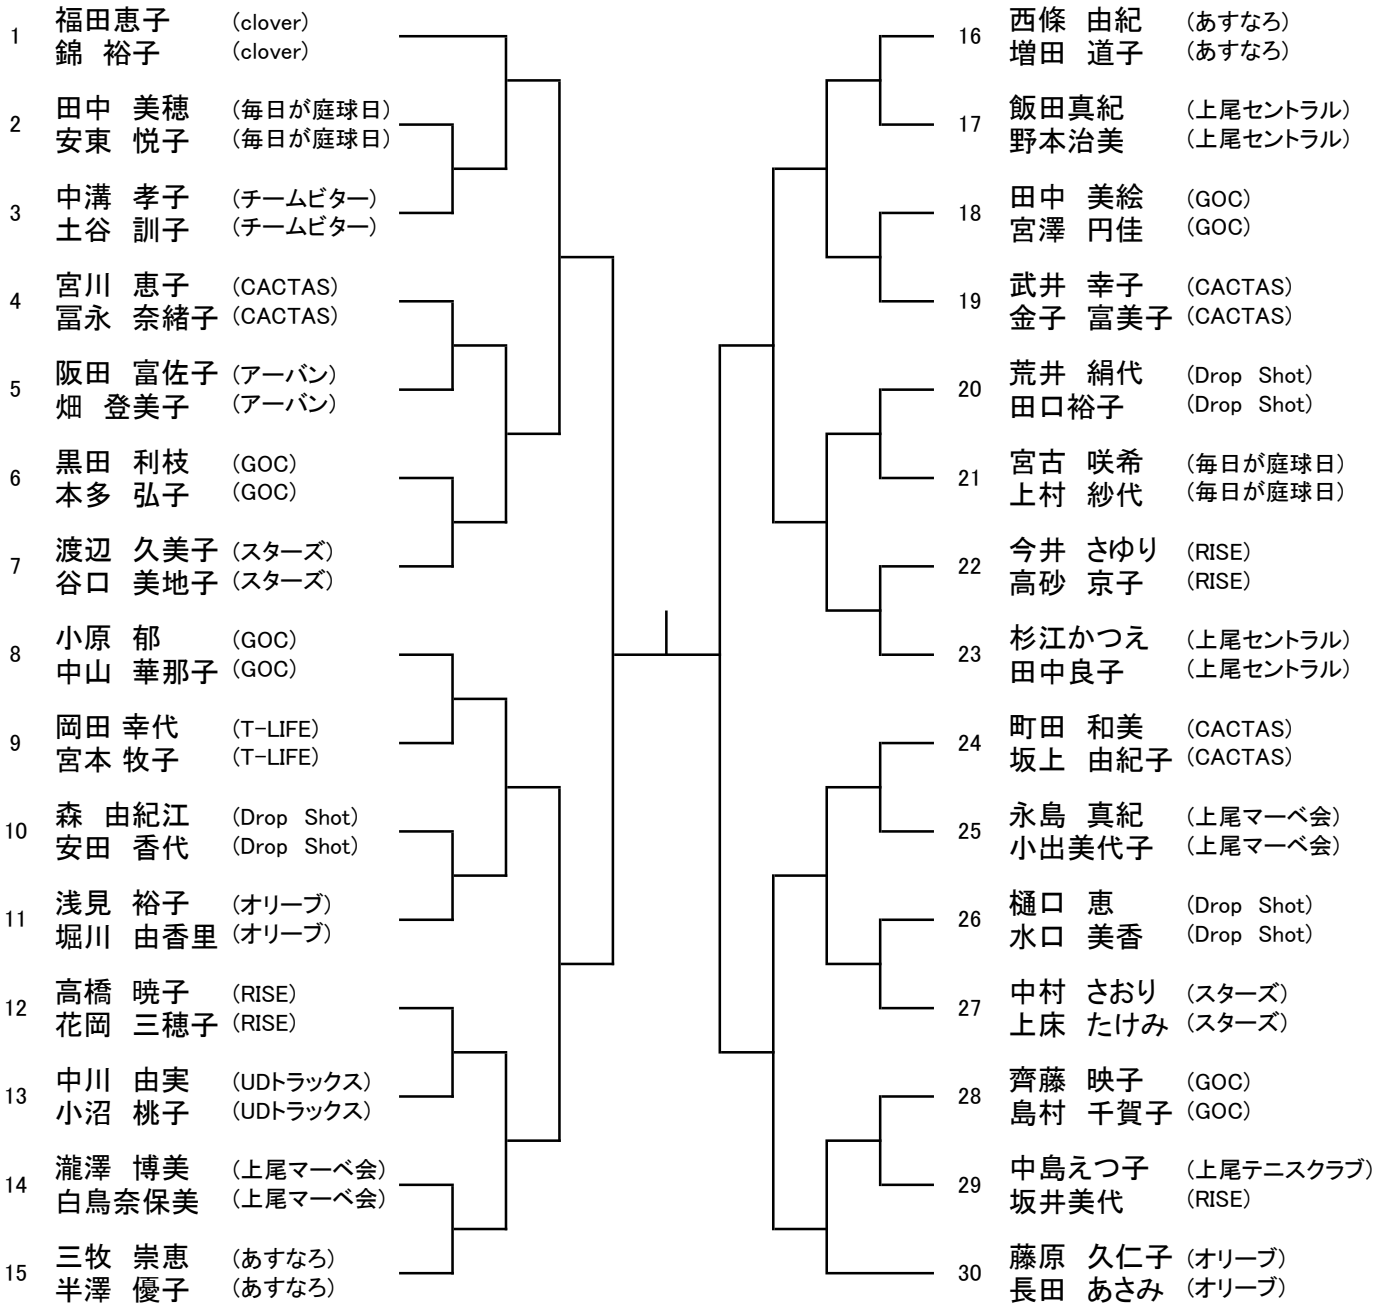 1 福田恵子 (clover)
錦 裕子 (clover)
2 田中 美穂 (毎日が庭球日)
安東 悦子 (毎日が庭球日)
3 中溝 孝子 (チームビター)
土谷 訓子 (チームビター)
4 宮川 恵子 (CACTAS)
冨永 奈緒子 (CACTAS)
5 阪田 富佐子 (アーバン)
畑 登美子 (アーバン)
6 黒田 利枝 (GOC)
本多 弘子 (GOC)
7 渡辺 久美子 (スターズ)
谷口 美地子 (スターズ)
8 小原 郁 (GOC)
中山 華那子 (GOC)
9 岡田 幸代 (T-LIFE)
宮本 牧子 (T-LIFE)
10 森 由紀江 (Drop Shot)
安田 香代 (Drop Shot)
11 浅見 裕子 (オリーブ)
堀川 由香里 (オリーブ)
12 高橋 暁子 (RISE)
花岡 三穂子 (RISE)
13 中川 由実 (UDトラックス)
小沼 桃子 (UDトラックス)
14 瀧澤 博美 (上尾マーベ会)
白鳥奈保美 (上尾マーベ会)
15 三牧 崇恵 (あすなろ)
半澤 優子 (あすなろ)
16 西條 由紀 (あすなろ)
増田 道子 (あすなろ)
17 飯田真紀 (上尾セントラル)
野本治美 (上尾セントラル)
18 田中 美絵 (GOC)
宮澤 円佳 (GOC)
19 武井 幸子 (CACTAS)
金子 富美子 (CACTAS)
20 荒井 絹代 (Drop Shot)
田口裕子 (Drop Shot)
21 宮古 咲希 (毎日が庭球日)
上村 紗代 (毎日が庭球日)
22 今井 さゆり (RISE)
高砂 京子 (RISE)
23 杉江かつえ (上尾セントラル)
田中良子 (上尾セントラル)
24 町田 和美 (CACTAS)
坂上 由紀子 (CACTAS)
25 永島 真紀 (上尾マーベ会)
小出美代子 (上尾マーベ会)
26 樋口 恵 (Drop Shot)
水口 美香 (Drop Shot)
27 中村 さおり (スターズ)
上床 たけみ (スターズ)
28 齊藤 映子 (GOC)
島村 千賀子 (GOC)
29 中島えつ子 (上尾テニスクラブ)
坂井美代 (RISE)
30 藤原 久仁子 (オリーブ)
長田 あさみ (オリーブ)